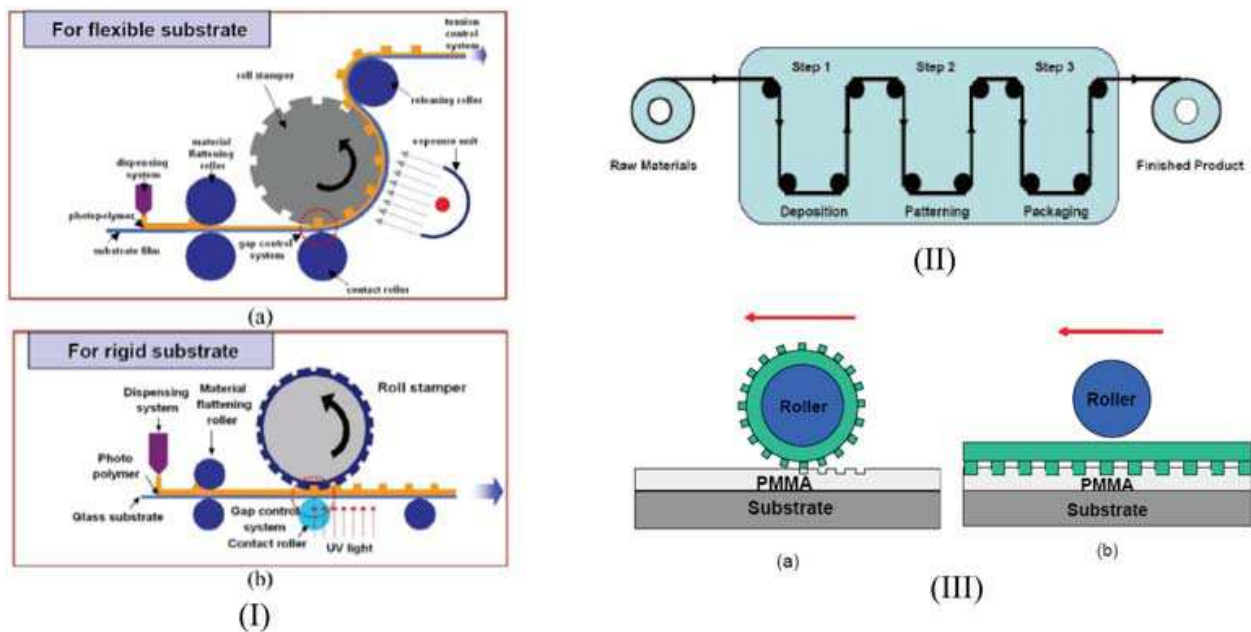 For flexible substrate
tension
control
system
roll stamper
releasing roller
material
flattening
roller
exposure unit
dispensing
system
photopolymer
substrate film
gap control
system
contact roller
(a)
For rigid substrate
Dispensing
system
Material
flattening
roller
Roll stamper
Photo
polymer
Glass substrate
Gap control
system
Contact roller
UV light
(b)
(I)
Step 1
Step 2
Step 3
Raw Materials
Finished Product
Deposition
Patterning
Packaging
(II)
Roller
PMMA
Substrate
(a)
Roller
PMMA
Substrate
(b)
(III)